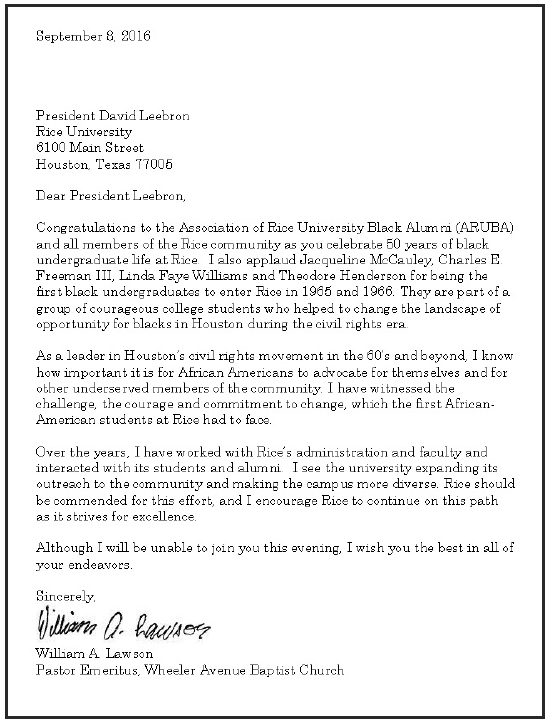 September 8, 2016
President David Leebron
Rice University
6100 Main Street
Houston, Texas 77005
Dear President Leebron,
Congratulations to the Association of Rice University Black Alumni (ARUBA)
and all members of the Rice community as you celebrate 50 years of black
undergraduate life at Rice. I also applaud Jacqueline McCauley, Charles E.
Freeman III, Linda Faye Williams and Theodore Henderson for being the
first black undergraduates to enter Rice in 1965 and 1966. They are part of a
group of courageous college students who helped to change the landscape of
opportunity for blacks in Houston during the civil rights era.
As a leader in Houston's civil rights movement in the 60's and beyond, I know
how important it is for African Americans to advocate for themselves and for
other underserved members of the community. I have witnessed the
challenge, the courage and commitment to change, which the first African-
American students at Rice had to face.
Over the years, I have worked with Rice's administration and faculty and
interacted with its students and alumni. I see the university expanding its
outreach to the community and making the campus more diverse. Rice should
be commended for this effort, and I encourage Rice to continue on this path
as it strives for excellence.
Although I will be unable to join you this evening, I wish you the best in all of
your endeavors.
Sincerely,
William A. Lawson
William A. Lawson
Pastor Emeritus, Wheeler Avenue Baptist Church